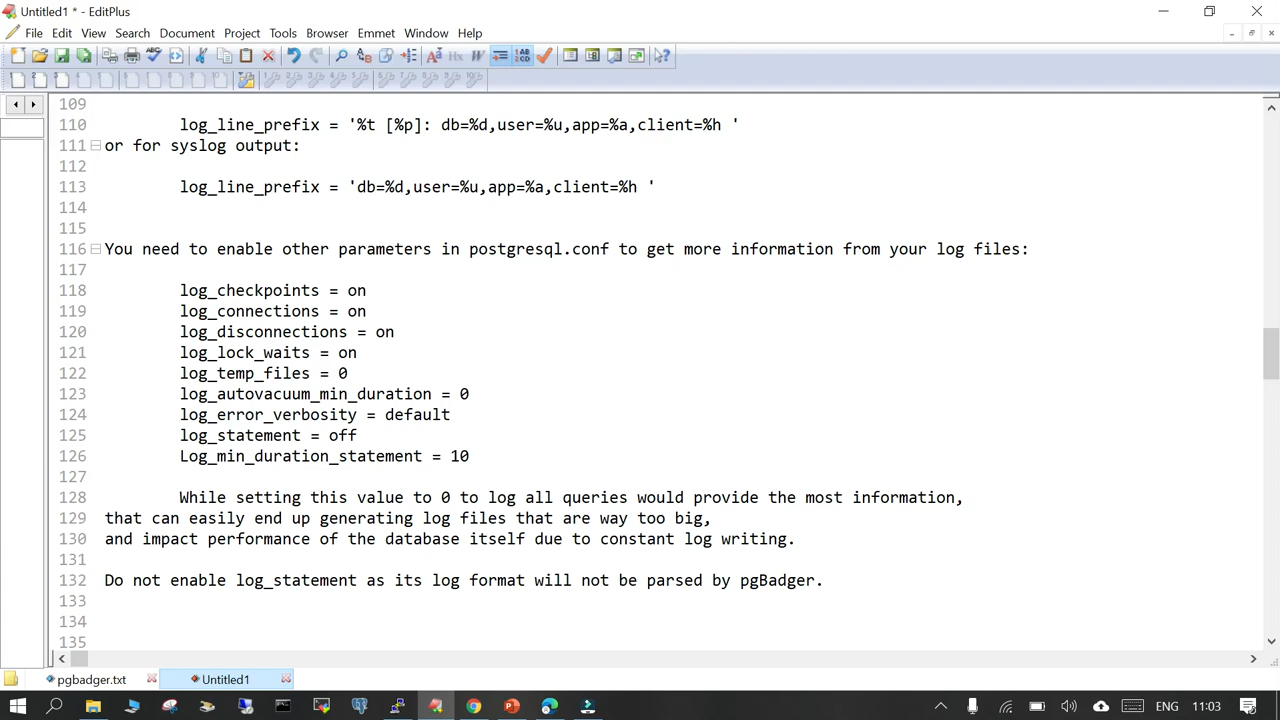 Untitled1 * - EditPlus
File Edit View Search Document Project Tools Browser Emmet Window Help
109
110 log_line_prefix = '%t [%p]: db=%d,user=%u,app=%a,client=%h '
111 or for syslog output:
112
113 log_line_prefix = 'db=%d,user=%u,app=%a,client=%h '
114
115
116 You need to enable other parameters in postgresql.conf to get more information from your log files:
117
118 log_checkpoints = on
119 log_connections = on
120 log_disconnections = on
121 log_lock_waits = on
122 log_temp_files = 0
123 log_autovacuum_min_duration = 0
124 log_error_verbosity = default
125 log_statement = off
126 Log_min_duration_statement = 10
127
128 While setting this value to 0 to log all queries would provide the most information,
129 that can easily end up generating log files that are way too big,
130 and impact performance of the database itself due to constant log writing.
131
132 Do not enable log_statement as its log format will not be parsed by pgBadger.
133
134
135
pgbadger.txt Untitled1
ENG 11:03